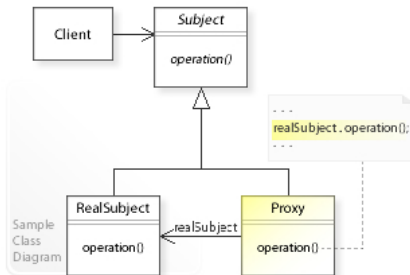 Client
Subject
operation()
. . .
realSubject.operation();
. . .
RealSubject
operation()
realSubject
Proxy
operation()
Sample
Class
Diagram